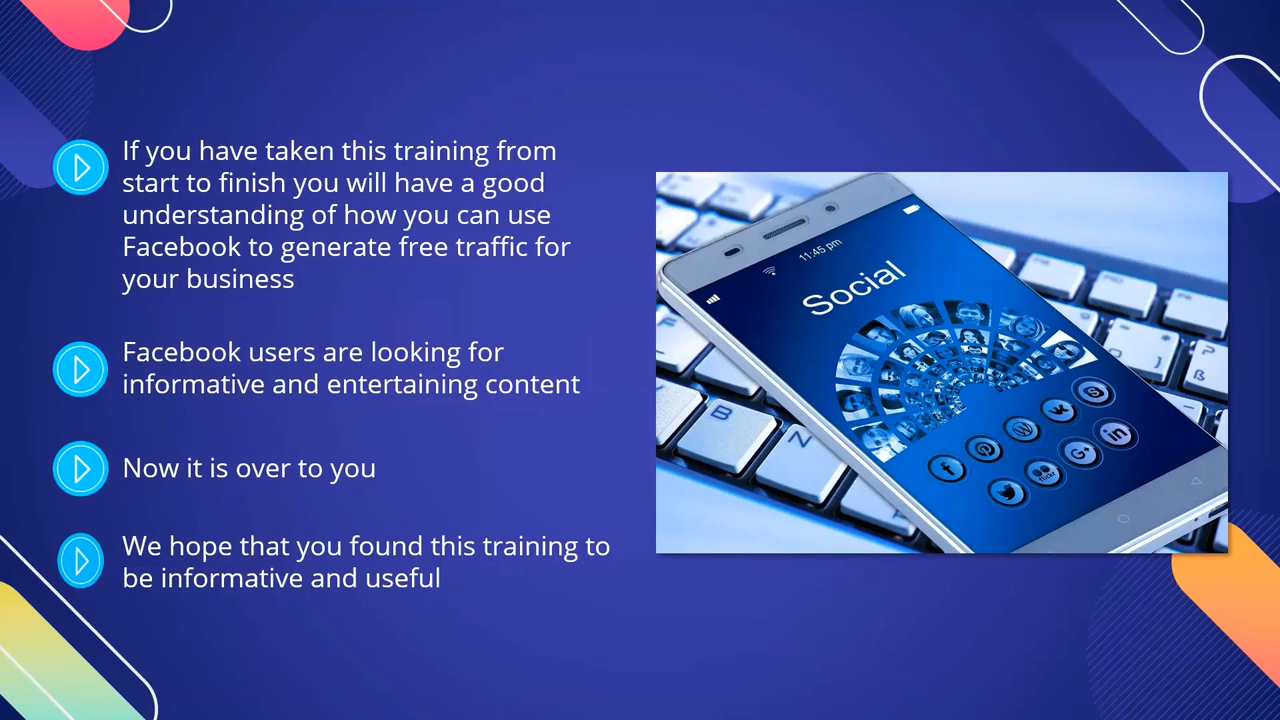 If you have taken this training from
start to finish you will have a good
understanding of how you can use
Facebook to generate free traffic for
your business
Facebook users are looking for
informative and entertaining content
Now it is over to you
We hope that you found this training to
be informative and useful
11:45 pm
Social
flickr
in
G+
B
N
F